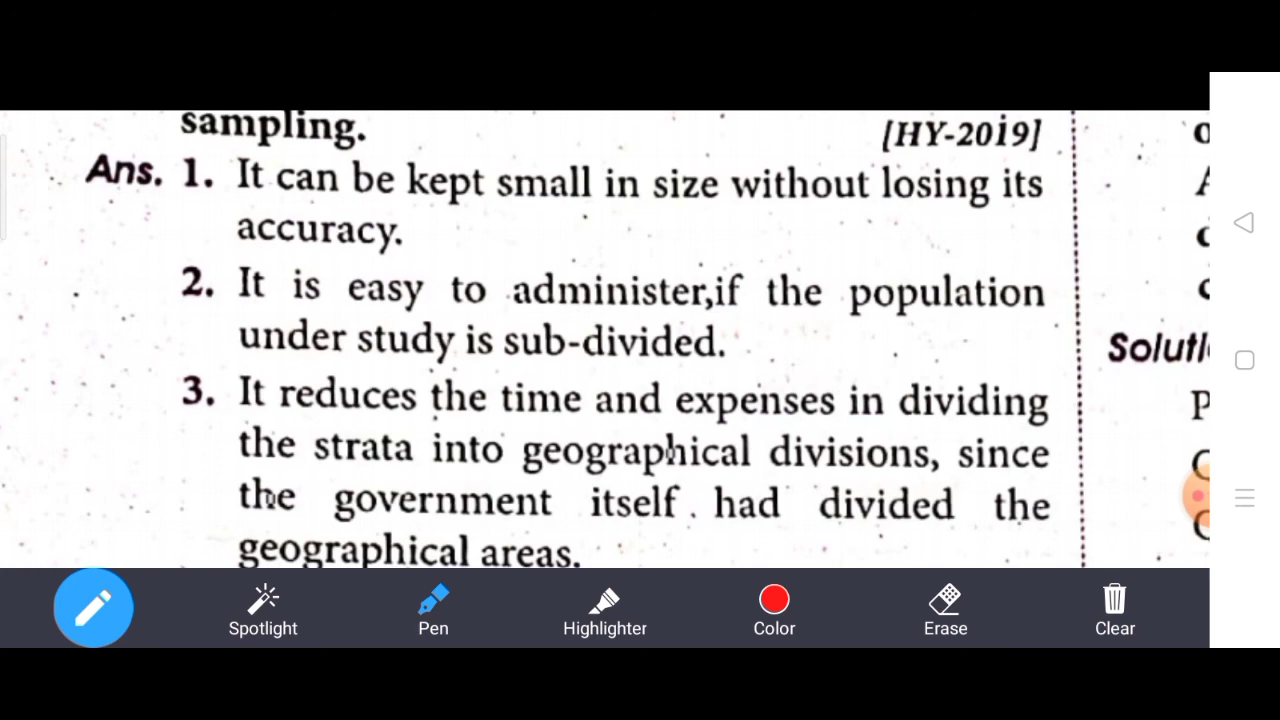 sampling.
[HY-2019]
Ans. 1. It can be kept small in size without losing its
accuracy.
2. It is easy to administer,if the population
under study is sub-divided.
3. It reduces the time and expenses in dividing
the strata into geographical divisions, since
the government itself had divided the
geographical areas.
Spotlight
Pen
Highlighter
Color
Erase
Clear